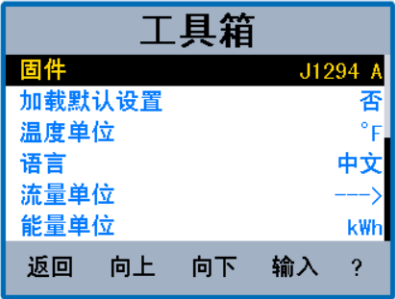 工具箱
固件 J1294 A
加载默认设置 否
温度单位 °F
语言 中文
流量单位 --->
能量单位 kWh
返回 向上 向下 输入 ?